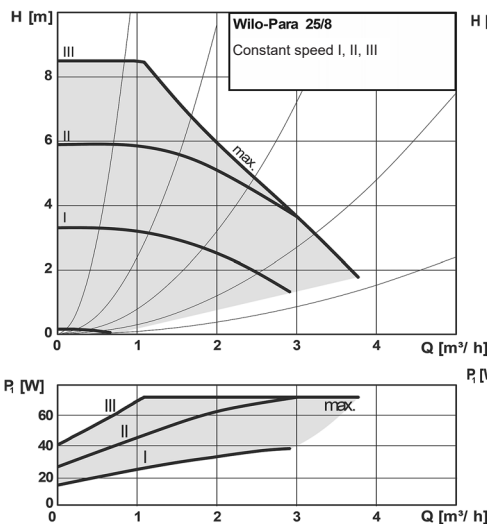 H [m]
Wilo-Para 25/8
Constant speed I, II, III
H [
III
8
II
6
max.
4
I
2
0
0 1 2 3 4 Q [m³/ h]
P₁ [W]
P₁ [W
III
max.
60
II
40
I
20
0
0 1 2 3 4 Q [m³/ h]